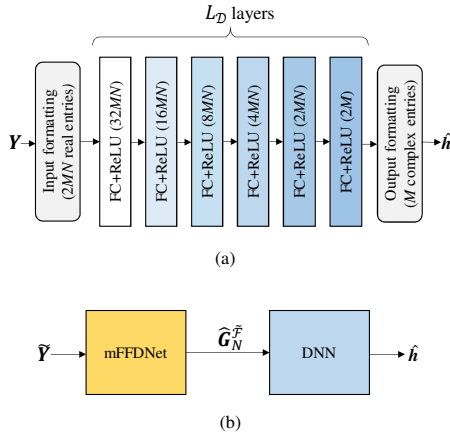 L_D layers
Y
Input formatting
(2MN real entries)
FC+ReLU (32MN)
FC+ReLU (16MN)
FC+ReLU (8MN)
FC+ReLU (4MN)
FC+ReLU (2MN)
FC+ReLU (2M)
Output formatting
(M complex entries)
ĥ
(a)
Ỹ
mFFDNet
Ĝ_N^ℱ̃
DNN
ĥ
(b)